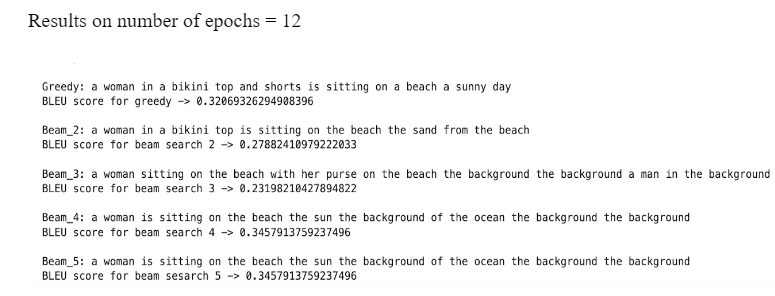 Results on number of epochs = 12
Greedy: a woman in a bikini top and shorts is sitting on a beach a sunny day
BLEU score for greedy -> 0.32069326294908396
Beam_2: a woman in a bikini top is sitting on the beach the sand from the beach
BLEU score for beam search 2 -> 0.27882410979222033
Beam_3: a woman sitting on the beach with her purse on the beach the background the background a man in the background
BLEU score for beam search 3 -> 0.23198210427894822
Beam_4: a woman is sitting on the beach the sun the background of the ocean the background the background
BLEU score for beam search 4 -> 0.3457913759237496
Beam_5: a woman is sitting on the beach the sun the background of the ocean the background the background
BLEU score for beam sesarch 5 -> 0.3457913759237496